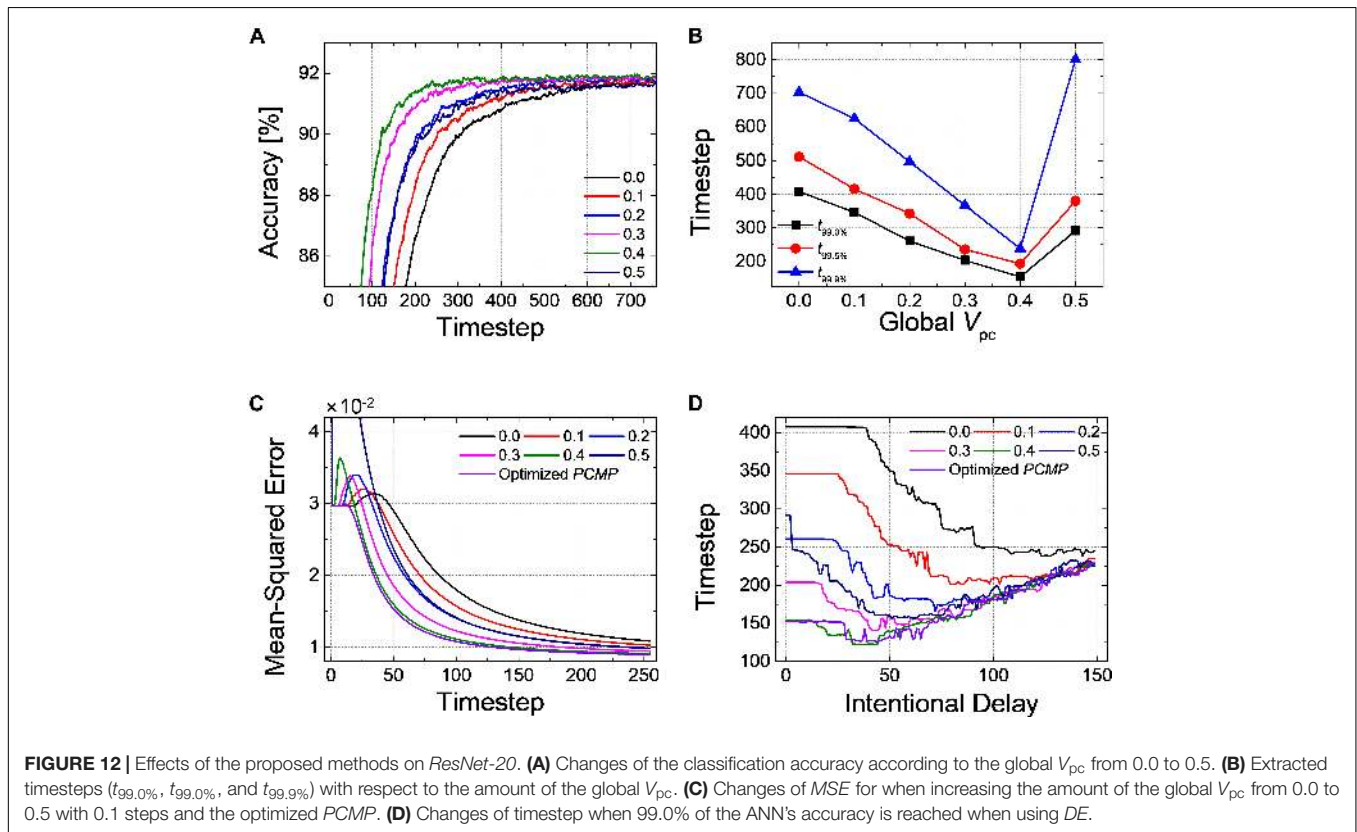 A
Accuracy [%]
92
90
88
86
0 100 200 300 400 500 600 700
Timestep
0.0
0.1
0.2
0.3
0.4
0.5
B
Timestep
800
700
600
500
400
300
200
t99.0%
t99.5%
t99.9%
0.0 0.1 0.2 0.3 0.4 0.5
Global Vpc
C
× 10-2
Mean-Squared Error
4
3
2
1
0.0 0.1 0.2
0.3 0.4 0.5
Optimized PCMP
0 50 100 150 200 250
Timestep
D
Timestep
400
350
300
250
200
150
100
0.0 0.1 0.2
0.3 0.4 0.5
Optimized PCMP
0 50 100 150
Intentional Delay
FIGURE 12 | Effects of the proposed methods on ResNet-20. (A) Changes of the classification accuracy according to the global Vpc from 0.0 to 0.5. (B) Extracted
timesteps (t99.0%, t99.0%, and t99.9%) with respect to the amount of the global Vpc. (C) Changes of MSE for when increasing the amount of the global Vpc from 0.0 to
0.5 with 0.1 steps and the optimized PCMP. (D) Changes of timestep when 99.0% of the ANN's accuracy is reached when using DE.